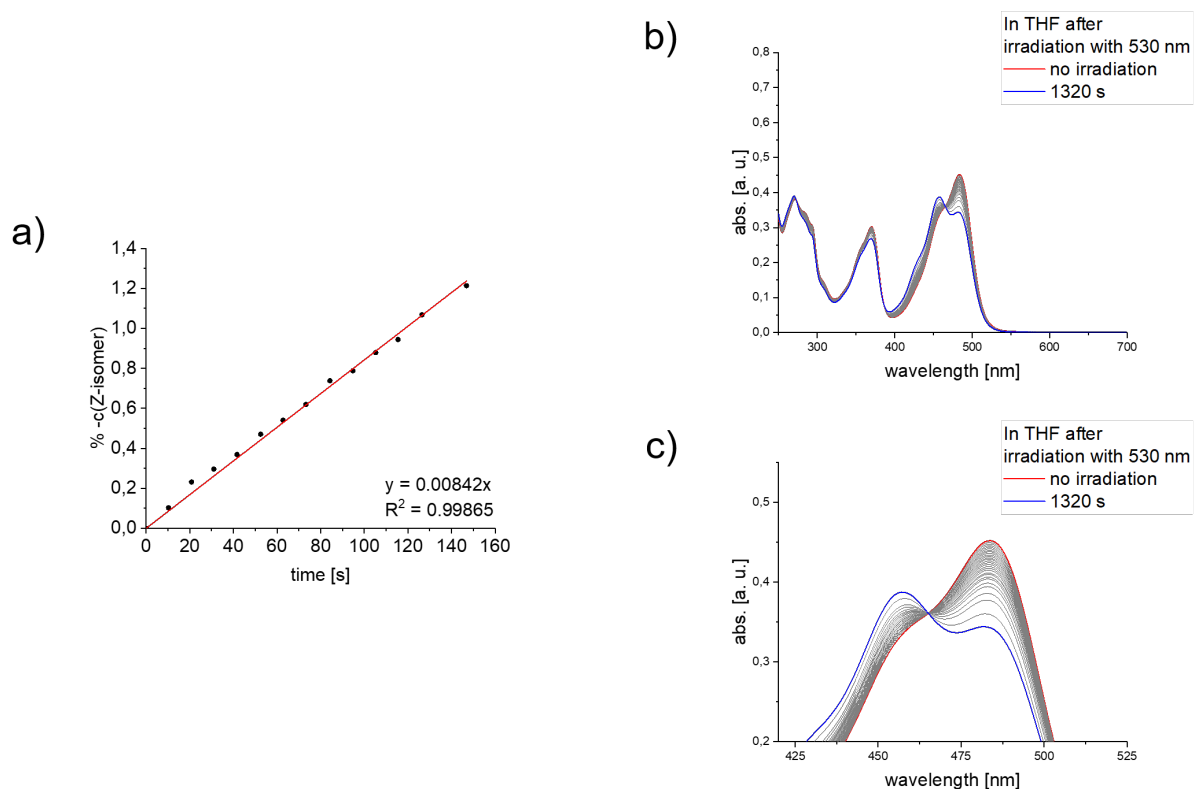 a)
1,4
1,2
1,0
0,8
0,6
0,4
0,2
0,0
% -c(Z-isomer)
y = 0.00842x
R² = 0.99865
0 20 40 60 80 100 120 140 160
time [s]
b)
In THF after
irradiation with 530 nm
no irradiation
1320 s
0,8
0,7
0,6
0,5
0,4
0,3
0,2
0,1
0,0
abs. [a. u.]
300 400 500 600 700
wavelength [nm]
c)
In THF after
irradiation with 530 nm
no irradiation
1320 s
0,5
0,4
0,3
0,2
abs. [a. u.]
425 450 475 500 525
wavelength [nm]